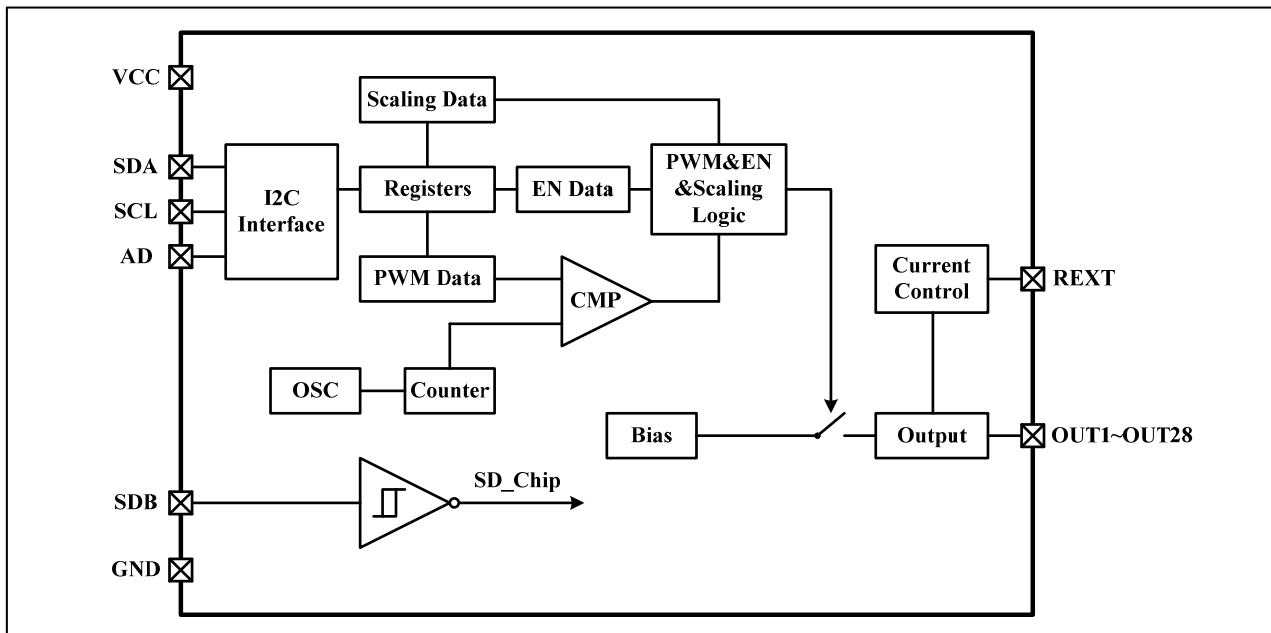 VCC
SDA
SCL
AD
SDB
GND
I2C
Interface
Scaling Data
Registers
PWM Data
EN Data
PWM&EN
&Scaling
Logic
CMP
OSC
Counter
Bias
SD_Chip
Current
Control
Output
REXT
OUT1~OUT28